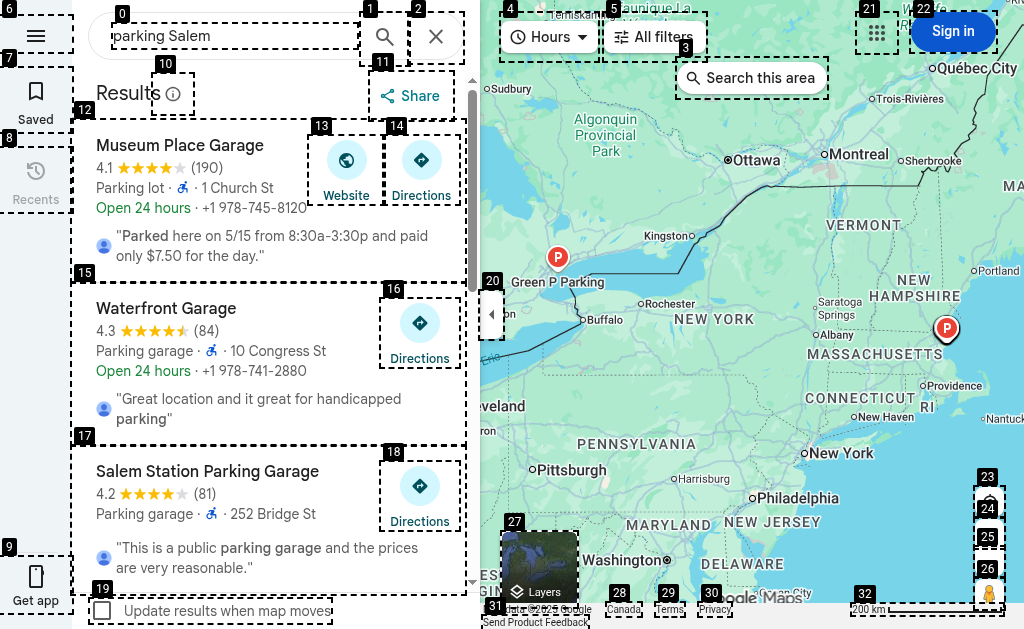 6
7
Saved
8
Recents
9
Get app
0
parking Salem
1
2
10
Results
11
Share
12
Museum Place Garage
4.1 (190)
Parking lot · · 1 Church St
Open 24 hours · +1 978-745-8120
"Parked here on 5/15 from 8:30a-3:30p and paid
only $7.50 for the day."
13
Website
14
Directions
15
Waterfront Garage
4.3 (84)
Parking garage · · 10 Congress St
Open 24 hours · +1 978-741-2880
"Great location and it great for handicapped
parking"
16
Directions
17
Salem Station Parking Garage
4.2 (81)
Parking garage · · 252 Bridge St
"This is a public parking garage and the prices
are very reasonable."
18
Directions
19
Update results when map moves
20
4
Hours
5
All filters
3
Search this area
21
22
Sign in
Sudbury
Algonquin
Provincial
Park
Ottawa
Montreal
Québec City
Trois-Rivières
Sherbrooke
MA
VERMONT
Kingston
P
Green P Parking
Portland
NEW
HAMPSHIRE
Rochester
Buffalo
NEW YORK
Saratoga
Springs
Albany
P
MASSACHUSETTS
Erie
Providence
CONNECTICUT
RI
New Haven
Nantuck
eveland
ron
PENNSYLVANIA
New York
Pittsburgh
Harrisburg
Philadelphia
MARYLAND
NEW JERSEY
Washington
DELAWARE
Ocean City
23
24
25
26
27
Layers
Google Maps
28
Canada
29
Terms
30
Privacy
31
data ©2025 Google
Send Product Feedback
32
200 km